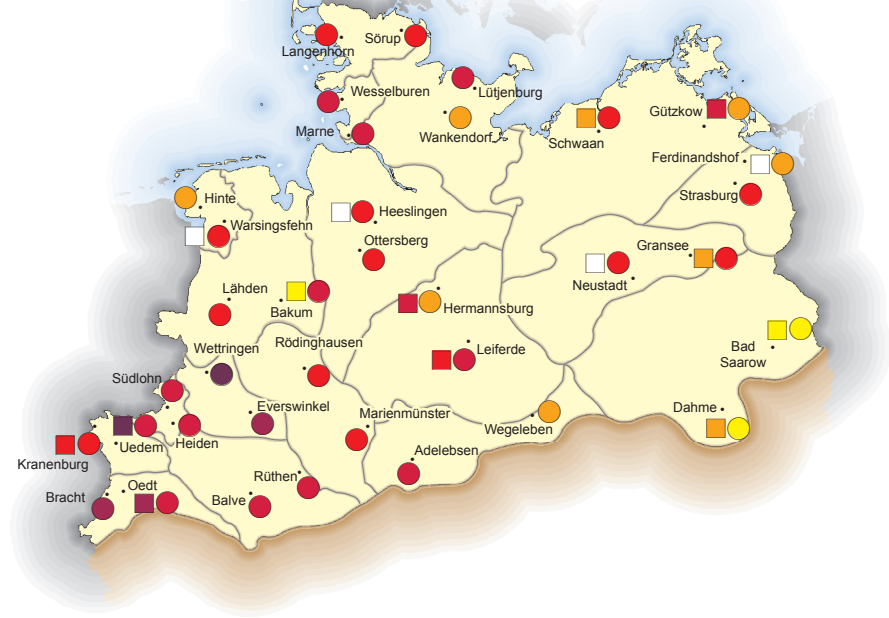 Langenhorn
Sörup
Wesselburen
Lütjenburg
Marne
Wankendorf
Schwaan
Gützkow
Ferdinandshof
Strasburg
Hinte
Warsingsfehn
Heeslingen
Ottersberg
Gransee
Neustadt
Lähden
Bakum
Hermannsburg
Wettringen
Rödinghausen
Leiferde
Bad
Saarow
Südlohn
Everswinkel
Marienmünster
Wegeleben
Dahme
Uedem
Heiden
Kranenburg
Adelebsen
Bracht
Oedt
Rüthen
Balve